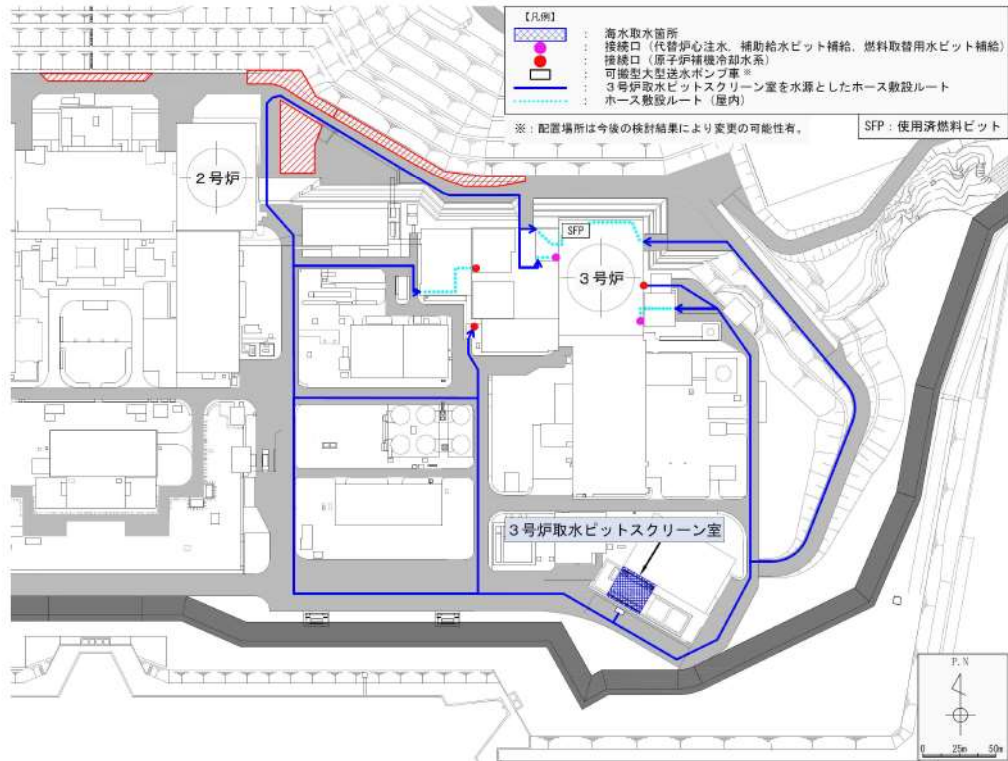 【凡例】
： 海水取水箇所
： 接続口（代替炉心注水、補助給水ピット補給、燃料取替用水ピット補給）
： 接続口（原子炉補機冷却水系）
： 可搬型大型送水ポンプ車※
： ３号炉取水ピットスクリーン室を水源としたホース敷設ルート
： ホース敷設ルート（屋内）
※：配置場所は今後の検討結果により変更の可能性有。
SFP：使用済燃料ピット
２号炉
SFP
３号炉
３号炉取水ピットスクリーン室
P.N
0 25m 50m